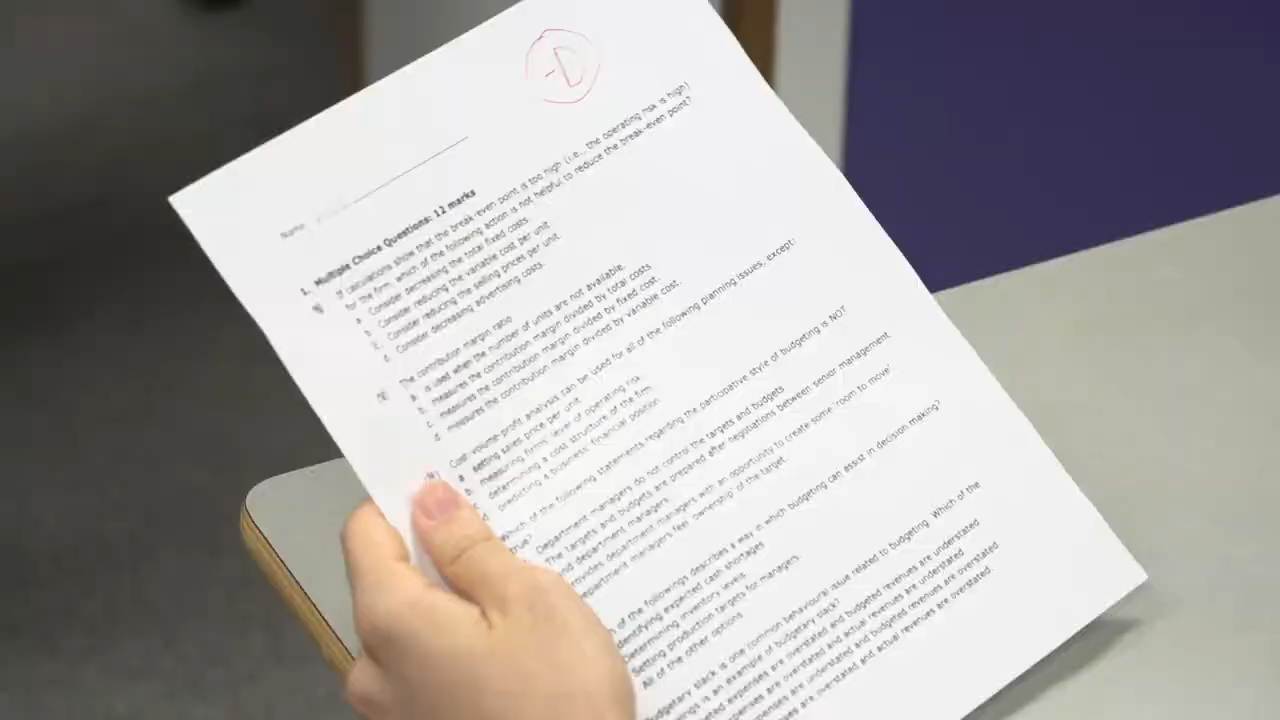 -D
Name
1. Multiple Choice Questions- 12 marks
If calculations show that the break-even point is too high (i.e., the operating risk is high)
for the firm, which of the following action is not helpful to reduce the break-even point?
a. Consider decreasing the total fixed costs.
b. Consider reducing the variable cost per unit
c. Consider reducing the selling prices per unit.
d. Consider decreasing advertising costs.
The contribution margin ratio
a. is used when the number of units are not available.
b. measures the contribution margin divided by total costs.
c. measures the contribution margin divided by fixed cost.
d. measures the contribution margin divided by variable cost.
Cost-volume-profit analysis can be used for all of the following planning issues, except:
a. setting sales price per unit.
b. measuring firms' level of operating risk.
determining a cost structure of the firm.
predicting a business' financial position.
of the following statements regarding the participative style of budgeting is NOT
Department managers do not control the targets and budgets
The targets and budgets are prepared after negotiations between senior management
and department managers.
provides department managers with an opportunity to create some 'room to move'
department managers feel 'ownership' of the target
of the followings describes a way in which budgeting can assist in decision making?
identifying expected cash shortages
Determining inventory levels
Setting production targets for managers.
All of the other options
Budgetary slack is one common behavioural issue related to budgeting. Which of the
is an example of budgetary slack?
expenses are overstated and budgeted revenues are understated
expenses are overstated and actual revenues are understated.
expenses are understated and budgeted revenues are overstated
are overstated and actual revenues are overstated.